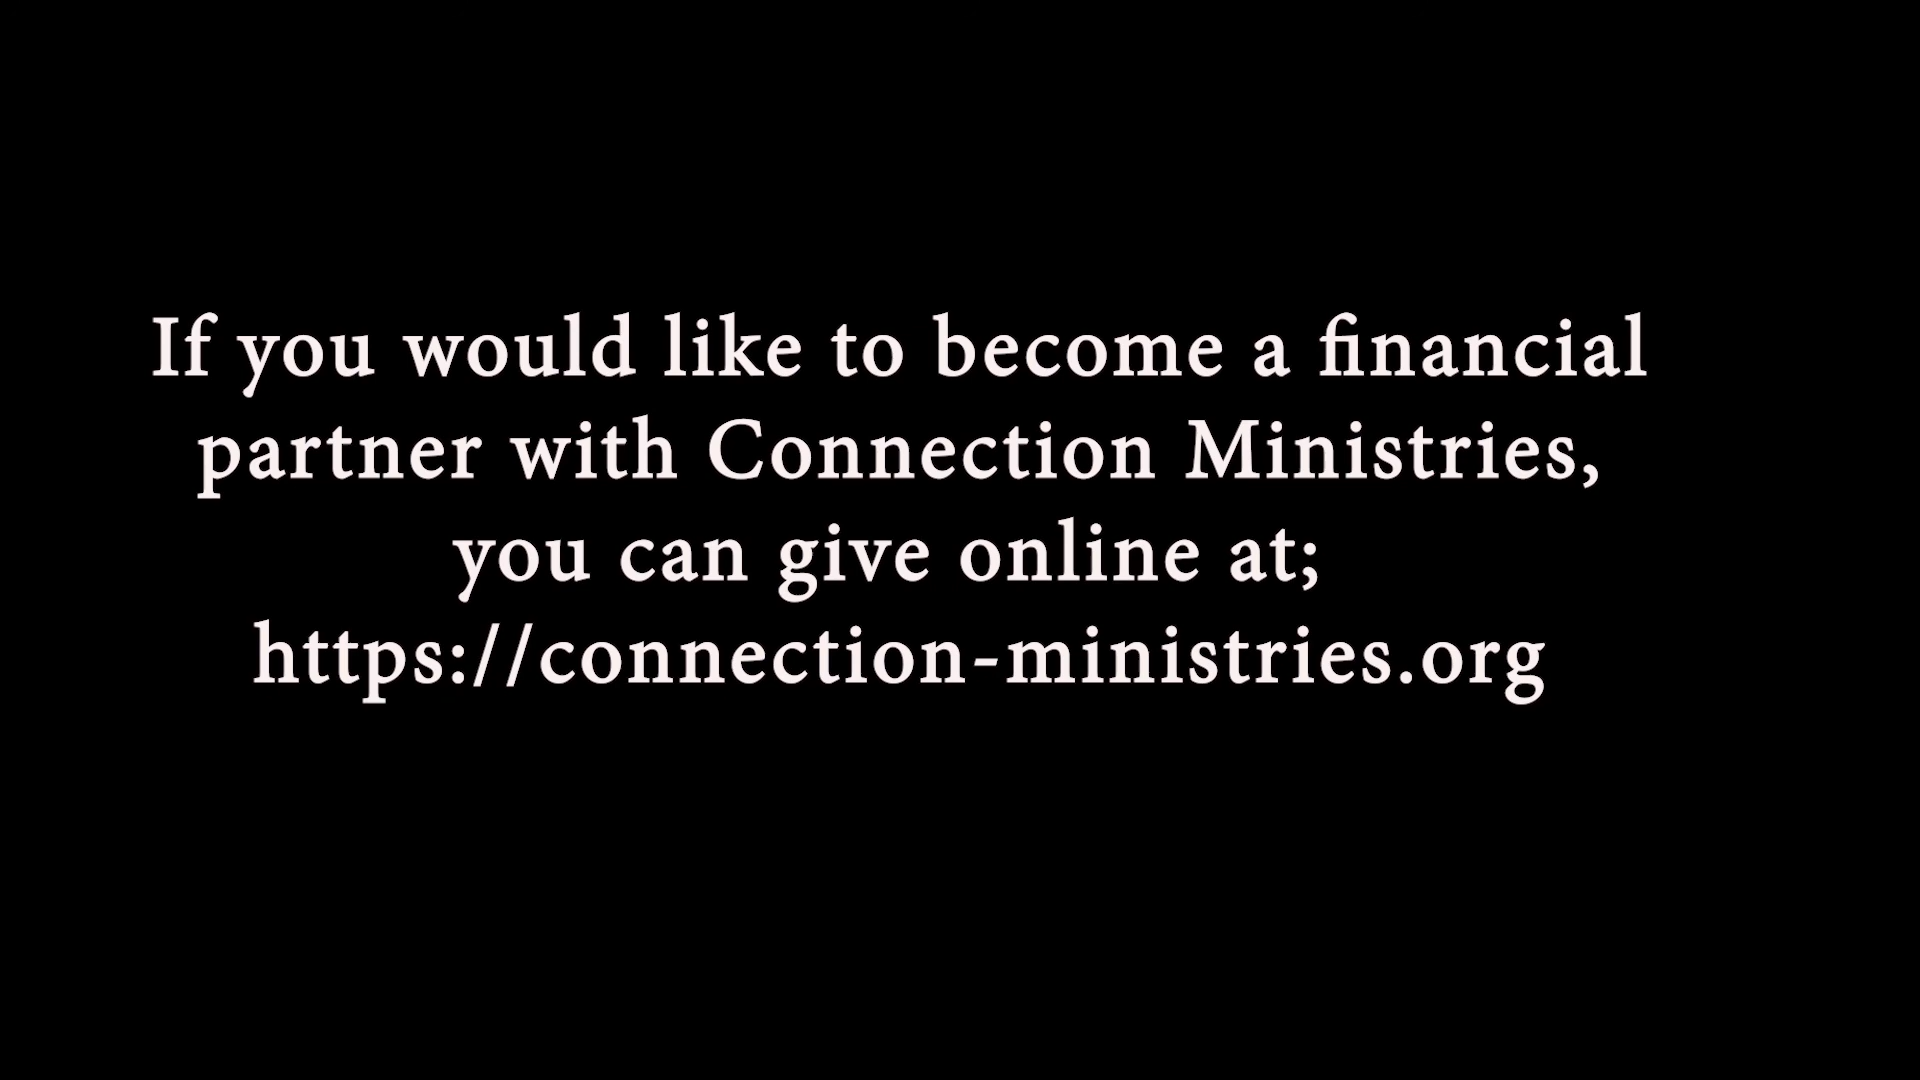 If you would like to become a financial
partner with Connection Ministries,
you can give online at;
https://connection-ministries.org